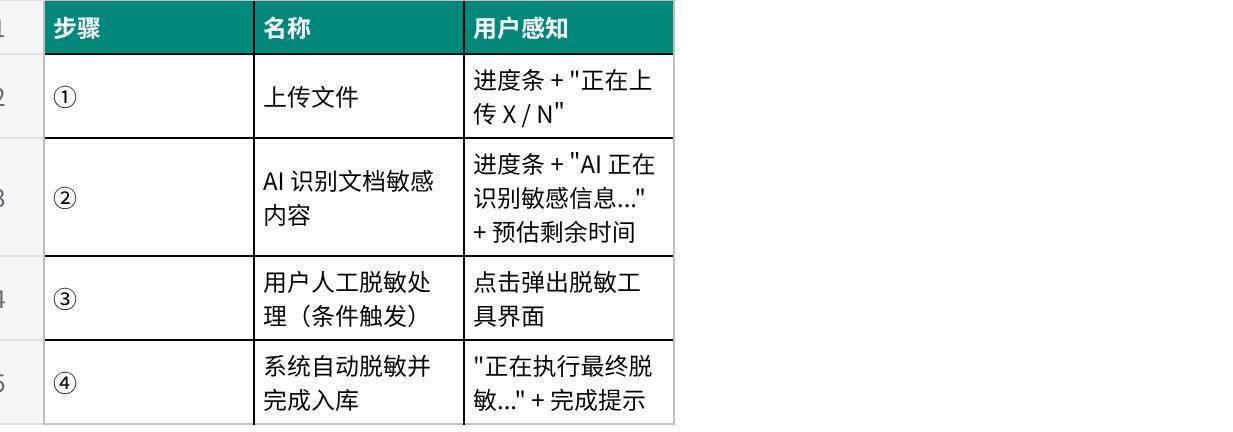 步骤 名称 用户感知
① 上传文件 进度条 + "正在上
传 X / N"
② AI 识别文档敏感
内容 进度条 + "AI 正在
识别敏感信息..."
+ 预估剩余时间
③ 用户人工脱敏处
理（条件触发） 点击弹出脱敏工
具界面
④ 系统自动脱敏并
完成入库 "正在执行最终脱
敏..." + 完成提示